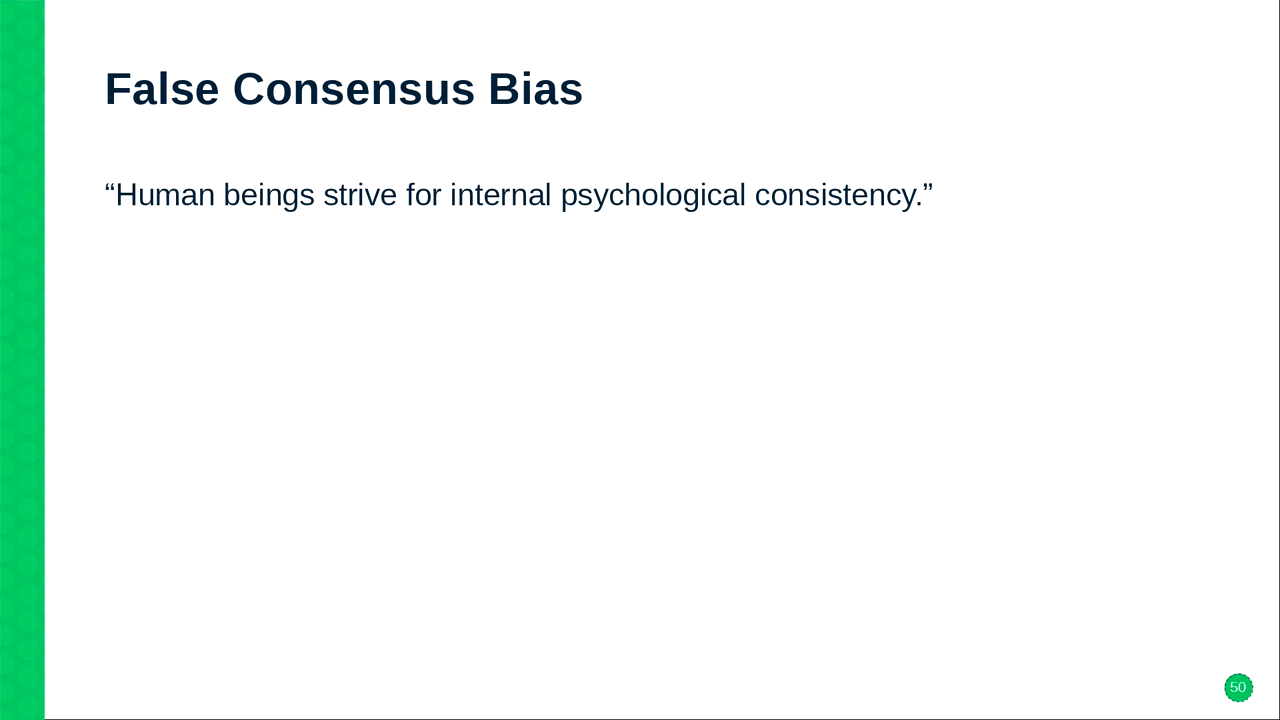 False Consensus Bias
“Human beings strive for internal psychological consistency.”
50